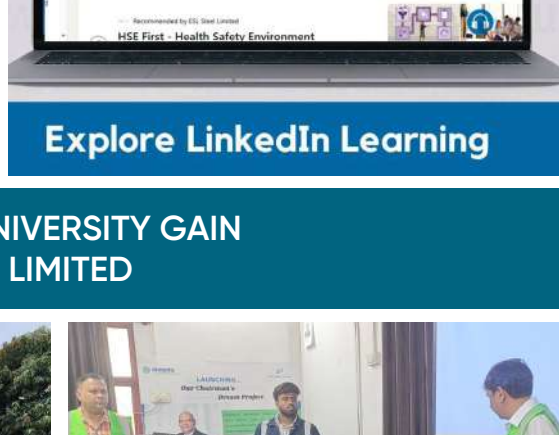 Recommended by ESL Steel Limited
HSE First - Health Safety Environment
Explore LinkedIn Learning
NIVERSITY GAIN
LIMITED
LAUNCHING...
Our Chairman's
Dream Project